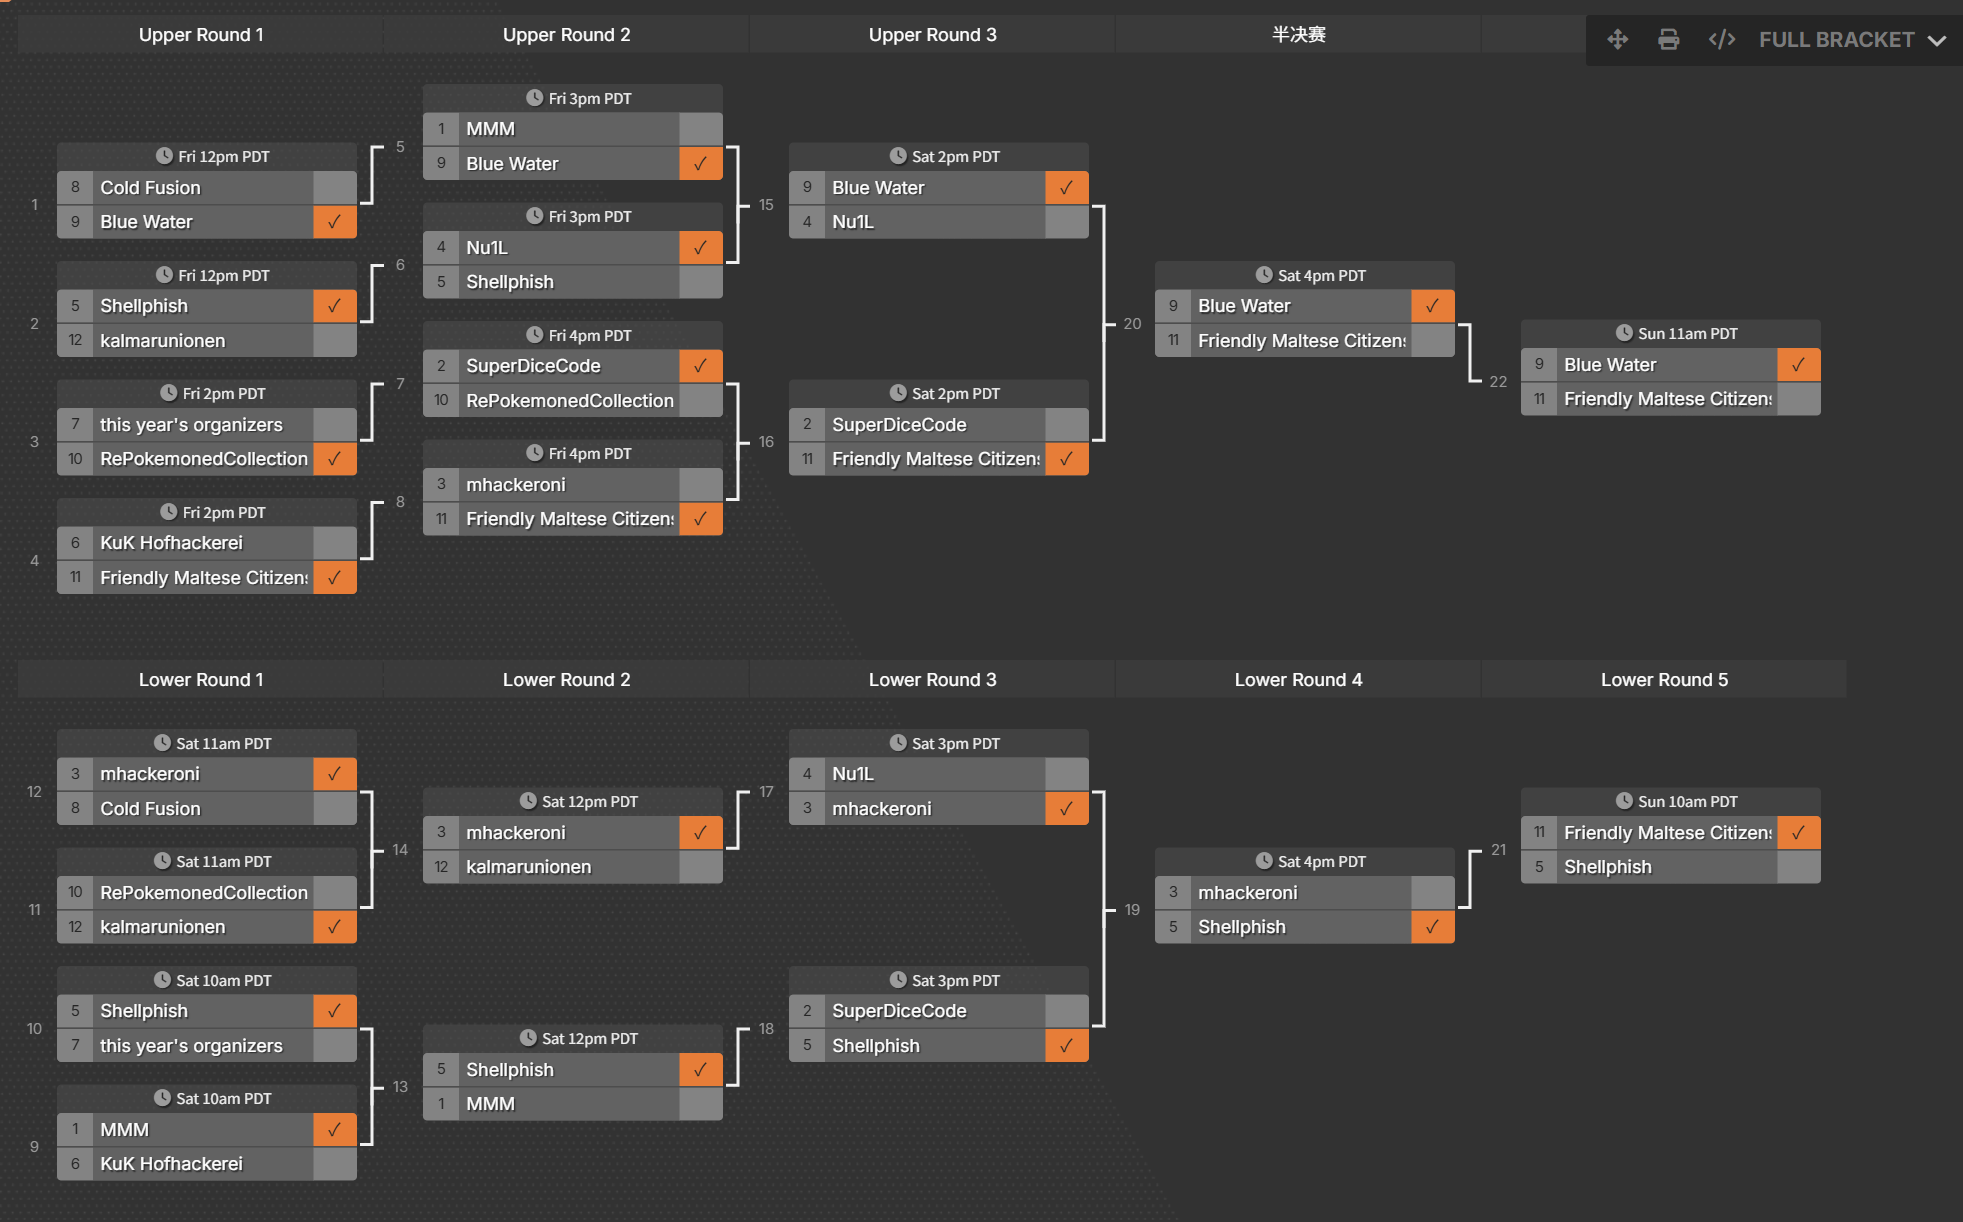 Upper Round 1
Upper Round 2
Upper Round 3
半决赛
FULL BRACKET
1
Fri 12pm PDT
8 Cold Fusion
9 Blue Water ✓
2
Fri 12pm PDT
5 Shellphish ✓
12 kalmarunionen
3
Fri 2pm PDT
7 this year's organizers
10 RePokemonedCollection ✓
4
Fri 2pm PDT
6 KuK Hofhackerei
11 Friendly Maltese Citizens ✓
5
Fri 3pm PDT
1 MMM
9 Blue Water ✓
6
Fri 3pm PDT
4 Nu1L ✓
5 Shellphish
7
Fri 4pm PDT
2 SuperDiceCode ✓
10 RePokemonedCollection
8
Fri 4pm PDT
3 mhackeroni
11 Friendly Maltese Citizens ✓
15
Sat 2pm PDT
9 Blue Water ✓
4 Nu1L
16
Sat 2pm PDT
2 SuperDiceCode
11 Friendly Maltese Citizens ✓
20
Sat 4pm PDT
9 Blue Water ✓
11 Friendly Maltese Citizens
22
Sun 11am PDT
9 Blue Water ✓
11 Friendly Maltese Citizens
Lower Round 1
Lower Round 2
Lower Round 3
Lower Round 4
Lower Round 5
12
Sat 11am PDT
3 mhackeroni ✓
8 Cold Fusion
11
Sat 11am PDT
10 RePokemonedCollection
12 kalmarunionen ✓
10
Sat 10am PDT
5 Shellphish ✓
7 this year's organizers
9
Sat 10am PDT
1 MMM ✓
6 KuK Hofhackerei
14
Sat 12pm PDT
3 mhackeroni ✓
12 kalmarunionen
13
Sat 12pm PDT
5 Shellphish ✓
1 MMM
17
Sat 3pm PDT
4 Nu1L
3 mhackeroni ✓
18
Sat 3pm PDT
2 SuperDiceCode
5 Shellphish ✓
19
Sat 4pm PDT
3 mhackeroni
5 Shellphish ✓
21
Sun 10am PDT
11 Friendly Maltese Citizens ✓
5 Shellphish